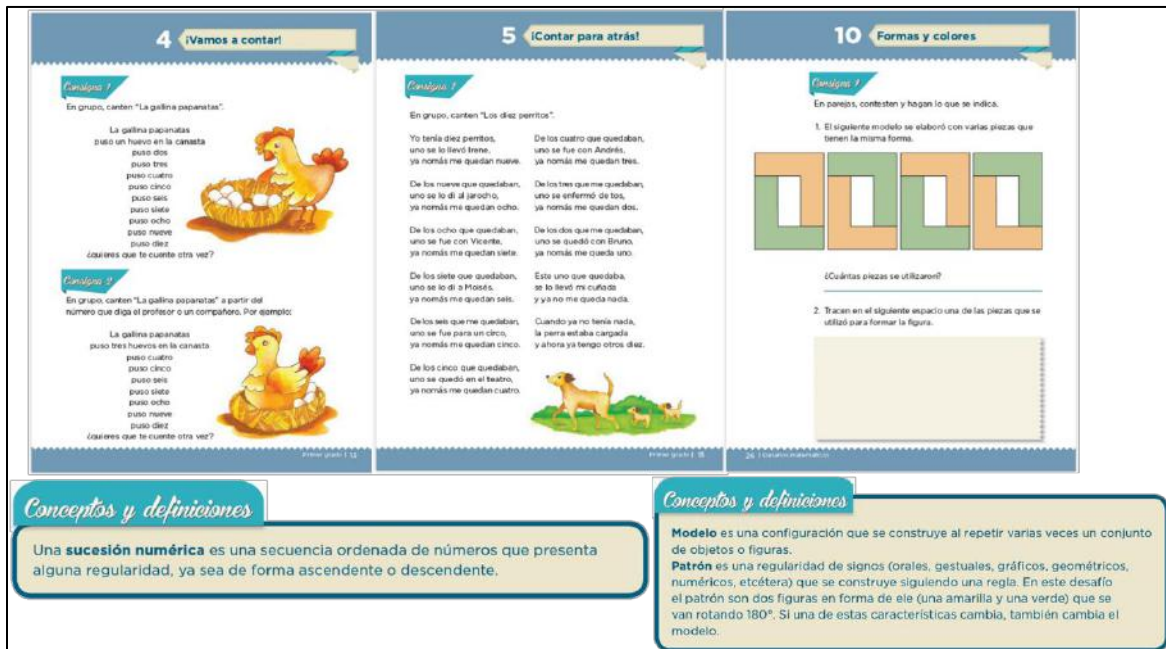 4 ¡Vamos a contar!
Consigna 1
En grupo, canten "La gallina papanatas".
La gallina papanatas
puso un huevo en la canasta
puso dos
puso tres
puso cuatro
puso cinco
puso seis
puso siete
puso ocho
puso nueve
puso diez
¿quieres que te cuente otra vez?
Consigna 2
En grupo, canten "La gallina papanatas" a partir del
número que diga el profesor o un compañero. Por ejemplo:
La gallina papanatas
puso tres huevos en la canasta
puso cuatro
puso cinco
puso seis
puso siete
puso ocho
puso nueve
puso diez
¿quieres que te cuente otra vez?
Primer grado | 13
5 ¡Contar para atrás!
Consigna 1
En grupo, canten "Los diez perritos".
Yo tenía diez perritos,
uno se lo llevó Irene,
ya nomás me quedan nueve.
De los nueve que quedaban,
uno se lo di al jarocho,
ya nomás me quedan ocho.
De los ocho que quedaban,
uno se fue con Vicente,
ya nomás me quedan siete.
De los siete que quedaban,
uno se lo di a Moisés,
ya nomás me quedan seis.
De los seis que me quedaban,
uno se fue para un circo,
ya nomás me quedan cinco.
De los cinco que quedaban,
uno se quedó en el teatro,
ya nomás me quedan cuatro.
De los cuatro que quedaban,
uno se fue con Andrés,
ya nomás me quedan tres.
De los tres que me quedaban,
uno se enfermó de tos,
ya nomás me quedan dos.
De los dos que me quedaban,
uno se quedó con Bruno,
ya nomás me queda uno.
Este uno que quedaba,
se lo llevó mi cuñada
y ya no me queda nada.
Cuando ya no tenía nada,
la perra estaba cargada
y ahora ya tengo otros diez.
Primer grado | 15
10 Formas y colores
Consigna 1
En parejas, contesten y hagan lo que se indica.
1. El siguiente modelo se elaboró con varias piezas que
tienen la misma forma.
¿Cuántas piezas se utilizaron?
2. Tracen en el siguiente espacio una de las piezas que se
utilizó para formar la figura.
26 | Desafíos matemáticos
Conceptos y definiciones
Una sucesión numérica es una secuencia ordenada de números que presenta
alguna regularidad, ya sea de forma ascendente o descendente.
Conceptos y definiciones
Modelo es una configuración que se construye al repetir varias veces un conjunto
de objetos o figuras.
Patrón es una regularidad de signos (orales, gestuales, gráficos, geométricos,
numéricos, etcétera) que se construye siguiendo una regla. En este desafío
el patrón son dos figuras en forma de ele (una amarilla y una verde) que se
van rotando 180°. Si una de estas características cambia, también cambia el
modelo.